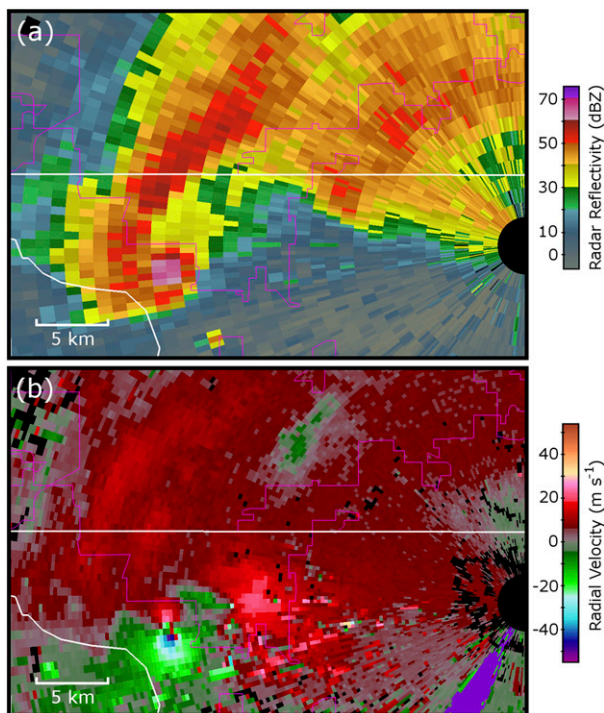 (a)
70
50
30
10
0
Radar Reflectivity (dBZ)
5 km
(b)
40
20
0
-20
-40
Radial Velocity (m s⁻¹)
5 km